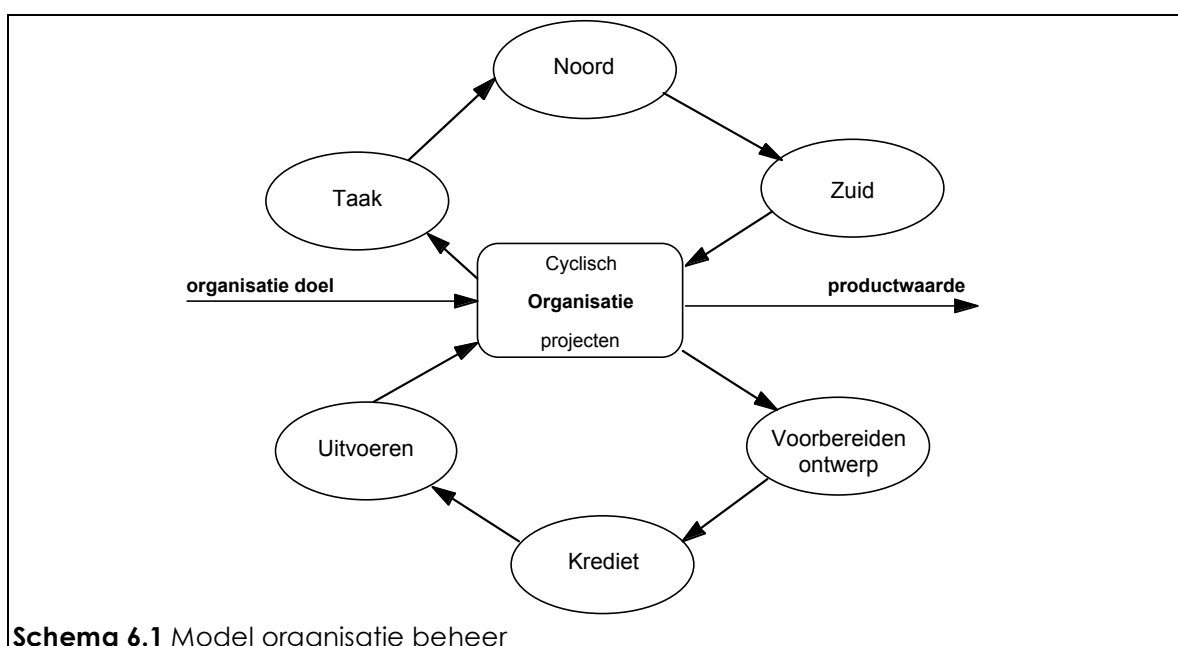 Noord
Taak
Zuid
Cyclisch
organisatie doel
Organisatie
productwaarde
projecten
Uitvoeren
Voorbereiden
ontwerp
Krediet
Schema 6.1 Model organisatie beheer